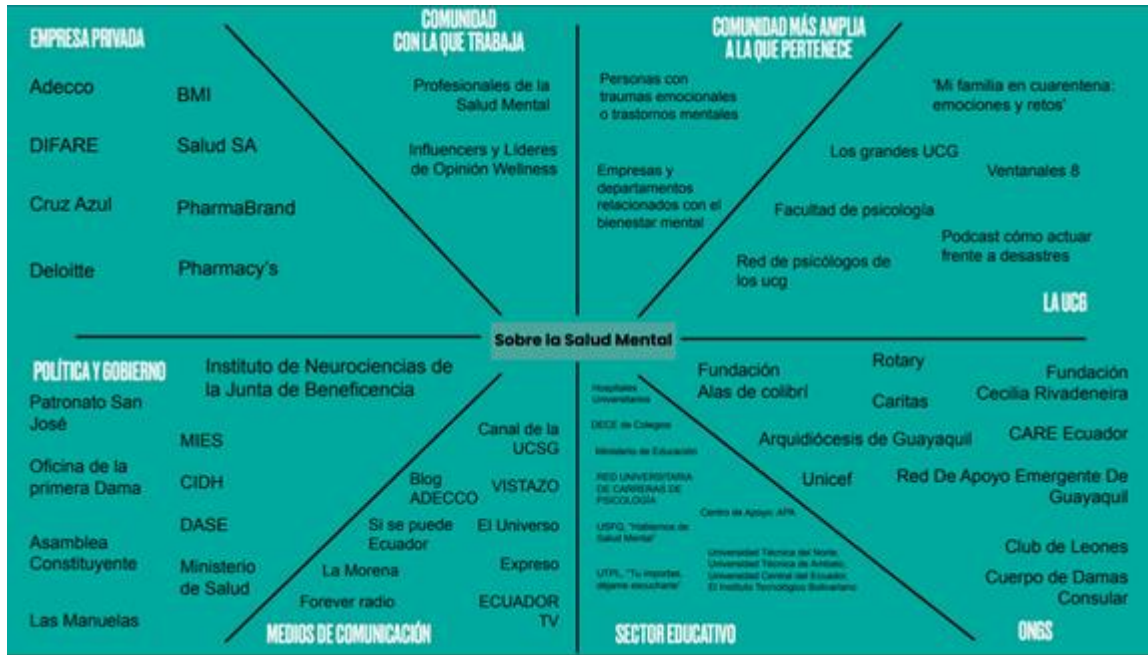 EMPRESA PRIVADA
Adecco
BMI
DIFARE
Salud SA
Cruz Azul
PharmaBrand
Deloitte
Pharmacy's
COMUNIDAD
CON LA QUE TRABAJA
Profesionales de la
Salud Mental
Influencers y Líderes
de Opinión Wellness
COMUNIDAD MÁS AMPLIA
A LA QUE PERTENECE
Personas con
traumas emocionales
o trastornos mentales
Empresas y
departamentos
relacionados con el
bienestar mental
'Mi familia en cuarentena:
emociones y retos'
Los grandes UCG
Ventanales 8
Facultad de psicología
Podcast cómo actuar
frente a desastres
Red de psicólogos de
los ucg
LA UCG
Sobre la Salud Mental
POLÍTICA Y GOBIERNO
Instituto de Neurociencias de
la Junta de Beneficencia
Patronato San
José
MIES
Oficina de la
primera Dama
CIDH
DASE
Asamblea
Constituyente
Ministerio
de Salud
Las Manuelas
Canal de la
UCSG
Blog
ADECCO
VISTAZO
Si se puede
Ecuador
El Universo
La Morena
Expreso
Forever radio
ECUADOR
TV
MEDIOS DE COMUNICACIÓN
Hospitales
Universitarios
DECE de Colegios
Ministerio de Educación
RED UNIVERSITARIA
DE CARRERAS DE
PSICOLOGÍA
Centro de Apoyo: APA
USFQ, "Hablemos de
Salud Mental"
UTPL, "Tu importas,
déjame escucharte"
Universidad Técnica del Norte,
Universidad Técnica de Ambato,
Universidad Central del Ecuador,
El Instituto Tecnológico Bolivariano
SECTOR EDUCATIVO
Fundación
Alas de colibrí
Rotary
Caritas
Fundación
Cecilia Rivadeneira
Arquidiócesis de Guayaquil
CARE Ecuador
Unicef
Red De Apoyo Emergente De
Guayaquil
Club de Leones
Cuerpo de Damas
Consular
ONGS